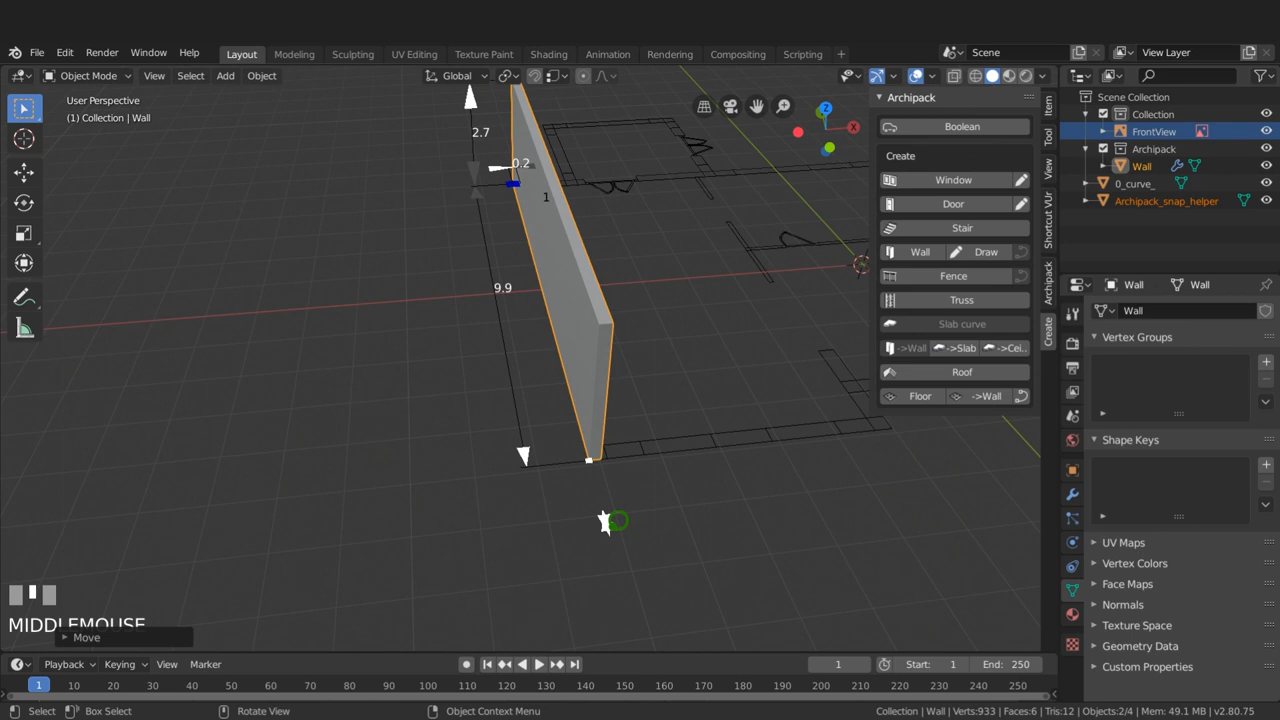 File Edit Render Window Help Layout Modeling Sculpting UV Editing Texture Paint Shading Animation Rendering Compositing Scripting + Scene View Layer
Object Mode View Select Add Object Global
User Perspective
(1) Collection | Wall
2.7
0.2
1
9.9
Z
X
Archipack
Boolean
Create
Window
Door
Stair
Wall Draw
Fence
Truss
Slab curve
->Wall ->Slab ->Cei..
Roof
Floor ->Wall
Item
Tool
View
Shortcut VUr
Archipack
Create
Scene Collection
Collection
FrontView
Archipack
Wall
0_curve_
Archipack_snap_helper
Wall Wall
Wall
Vertex Groups
Shape Keys
UV Maps
Vertex Colors
Face Maps
Normals
Texture Space
Geometry Data
Custom Properties
MIDDLEMOUSE
Move
Playback Keying View Marker 1 Start: 1 End: 250
1 10 20 30 40 50 60 70 80 90 100 110 120 130 140 150 160 170 180 190 200 210 220 230 240 250
Select Box Select Rotate View Object Context Menu Collection | Wall | Verts:933 | Faces:6 | Tris:12 | Objects:2/4 | Mem: 49.1 MB | v2.80.75